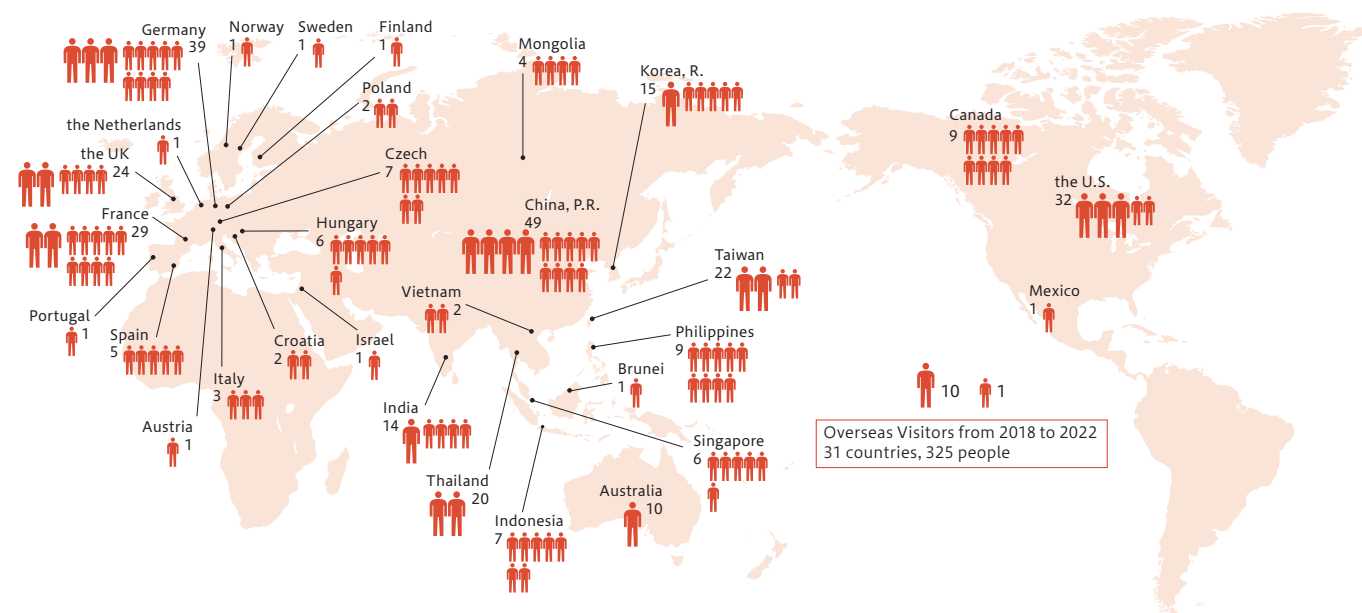 Germany
39
Norway
1
Sweden
1
Finland
1
Poland
2
the Netherlands
1
the UK
24
France
29
Portugal
1
Spain
5
Italy
3
Austria
1
Czech
7
Hungary
6
Croatia
2
Israel
1
Mongolia
4
Korea, R.
15
China, P.R.
49
Vietnam
2
Taiwan
22
Philippines
9
Brunei
1
India
14
Thailand
20
Indonesia
7
Singapore
6
Australia
10
Canada
9
the U.S.
32
Mexico
1
10
1
Overseas Visitors from 2018 to 2022
31 countries, 325 people